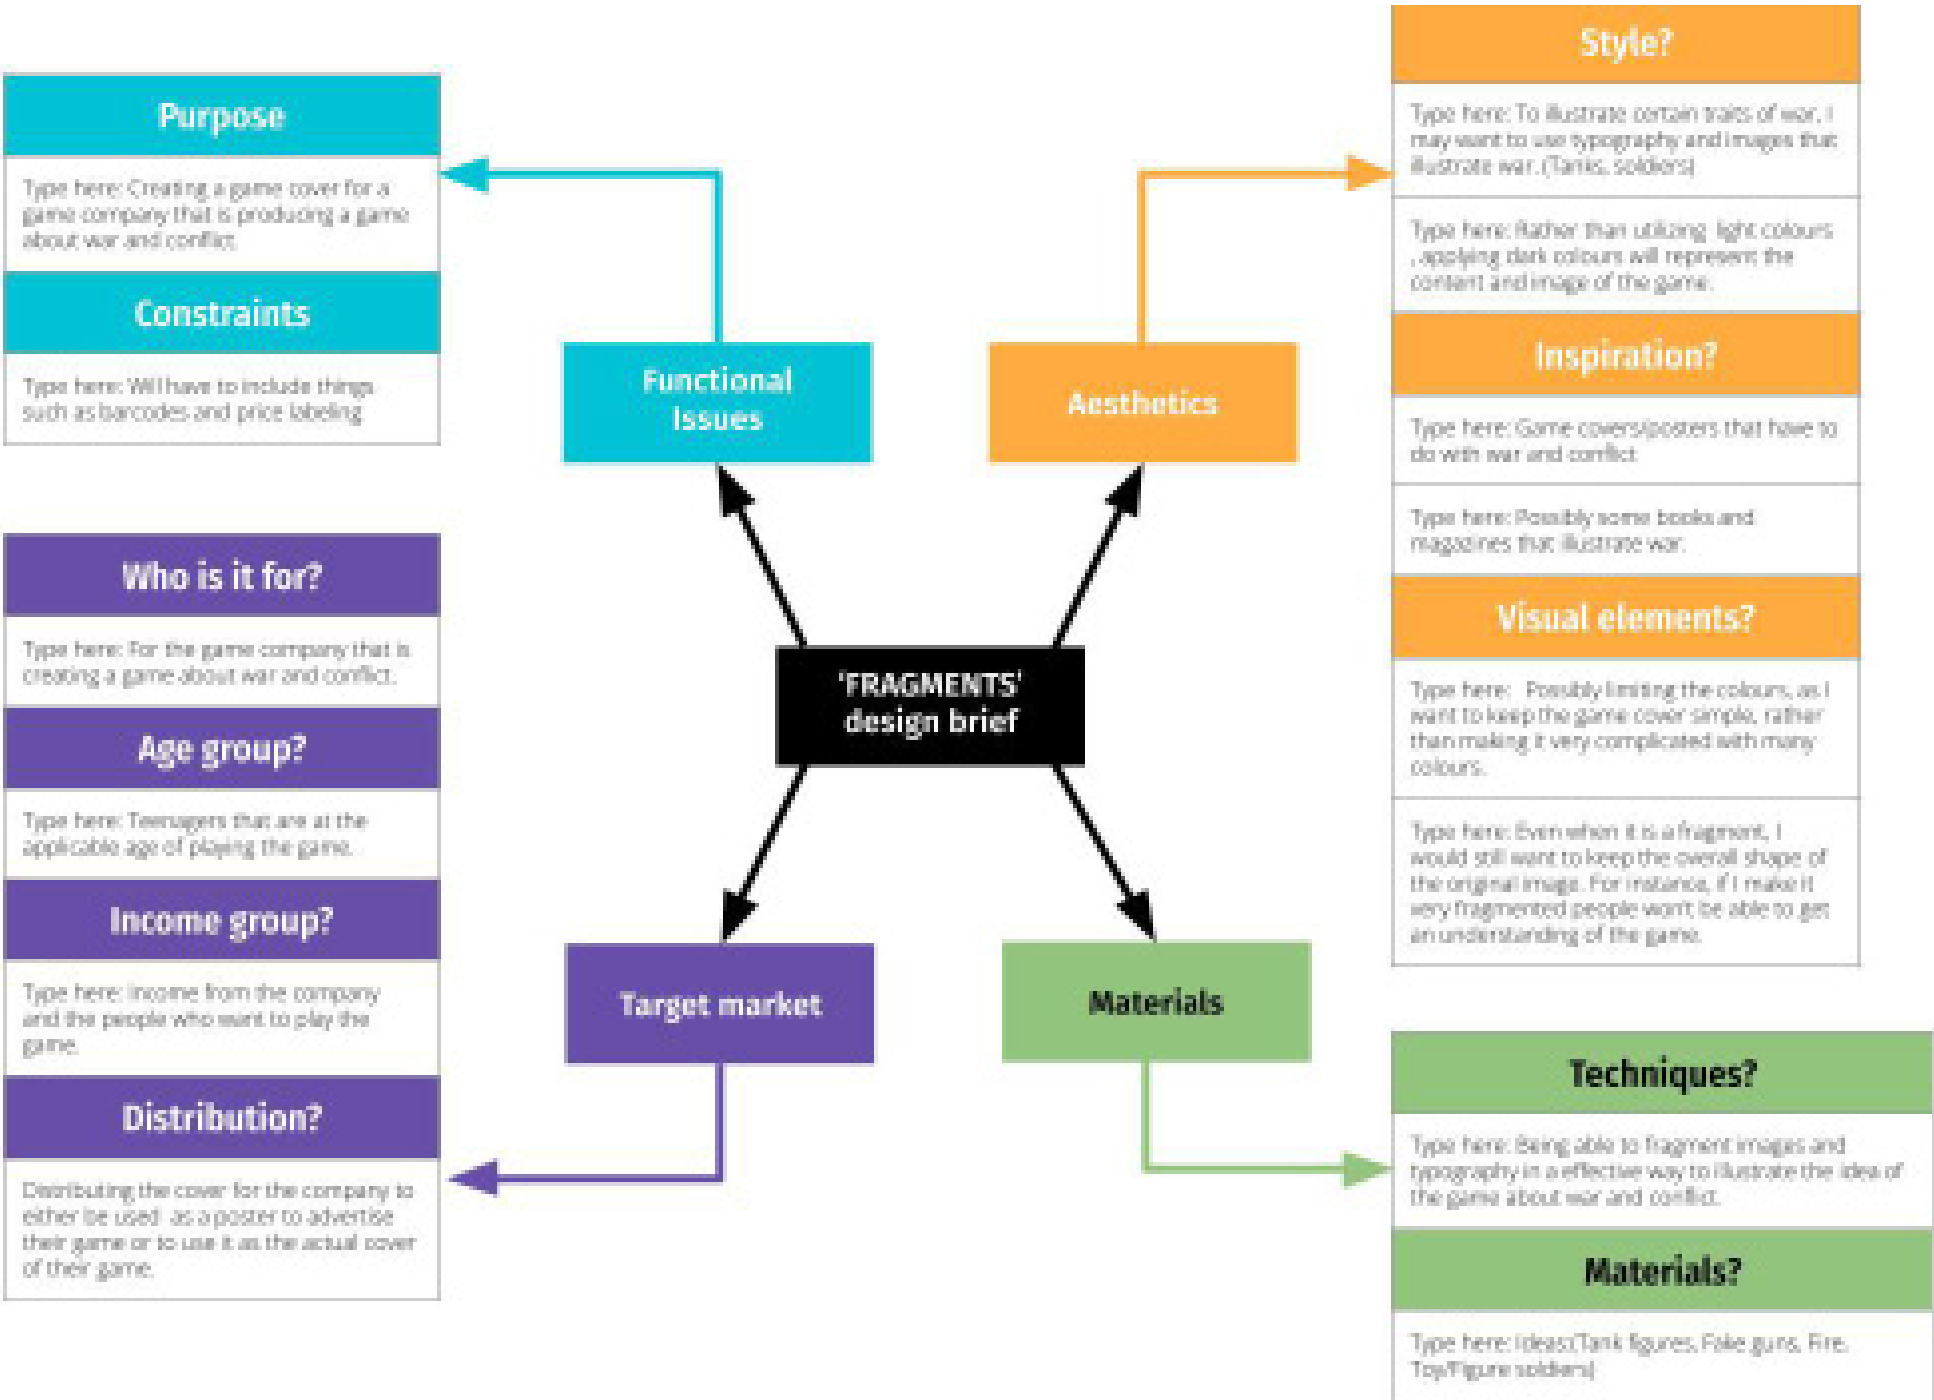 Purpose
Type here: Creating a game cover for a
game company that is producing a game
about war and conflict.
Constraints
Type here: Will have to include things
such as barcodes and price labeling
Who is it for?
Type here: For the game company that is
creating a game about war and conflict.
Age group?
Type here: Teenagers that are at the
applicable age of playing the game.
Income group?
Type here: Income from the company
and the people who want to play the
game.
Distribution?
Distributing the cover for the company to
either be used as a poster to advertise
their game or to use it as the actual cover
of their game.
Functional
Issues
Aesthetics
'FRAGMENTS'
design brief
Target market
Materials
Style?
Type here: To illustrate certain traits of war, I
may want to use typography and images that
illustrate war. (Tanks, soldiers)
Type here: Rather than utilizing light colours
, applying dark colours will represent the
content and image of the game.
Inspiration?
Type here: Game covers/posters that have to
do with war and conflict
Type here: Possibly some books and
magazines that illustrate war.
Visual elements?
Type here: Possibly limiting the colours, as I
want to keep the game cover simple, rather
than making it very complicated with many
colours.
Type here: Even when it is a fragment, I
would still want to keep the overall shape of
the original image. For instance, if I make it
very fragmented people won't be able to get
an understanding of the game.
Techniques?
Type here: Being able to fragment images and
typography in a effective way to illustrate the idea of
the game about war and conflict.
Materials?
Type here: Ideas:(Tank figures, Fake guns, Fire,
Toy/Figure soldiers)